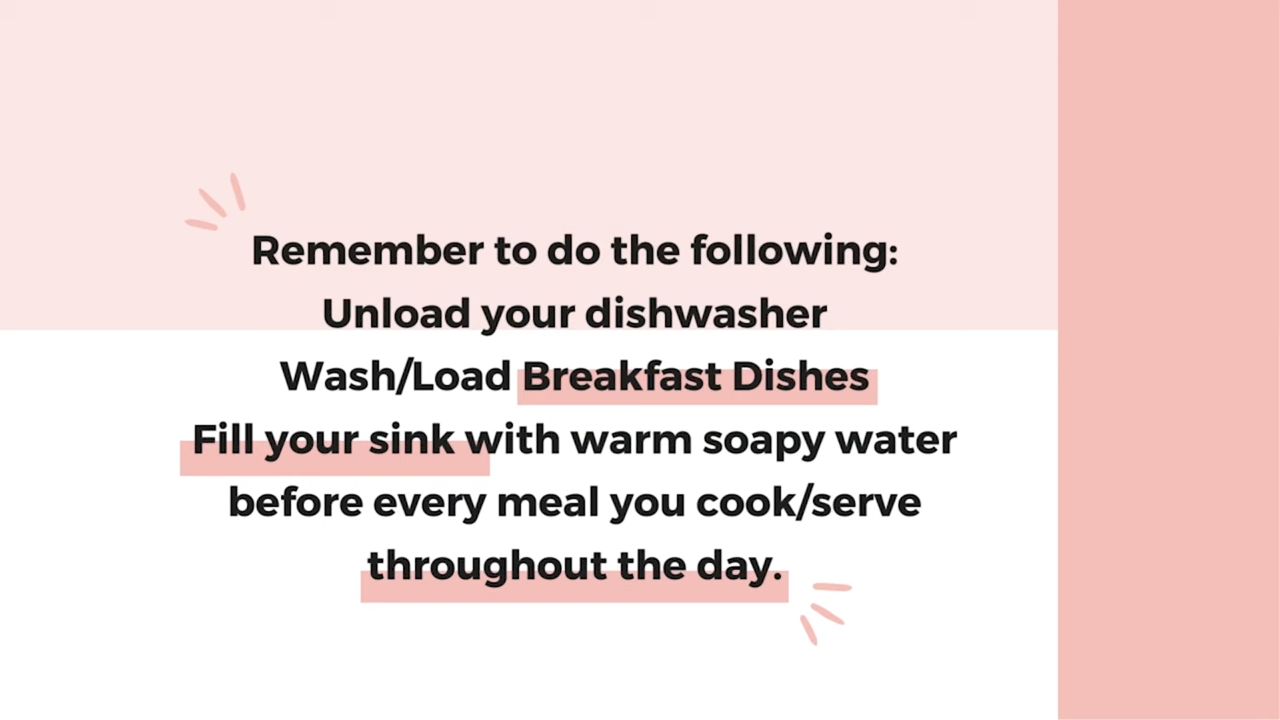 Remember to do the following:
Unload your dishwasher
Wash/Load Breakfast Dishes
Fill your sink with warm soapy water
before every meal you cook/serve
throughout the day.